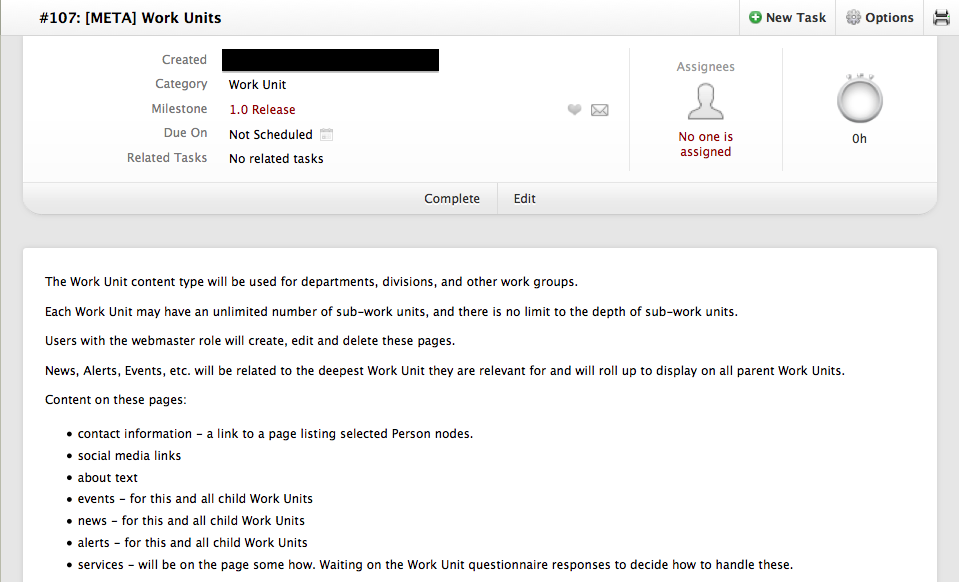 #107: [META] Work Units
New Task
Options
Created
Category Work Unit
Milestone 1.0 Release
Due On Not Scheduled
Related Tasks No related tasks
Assignees
No one is
assigned
0h
Complete
Edit
The Work Unit content type will be used for departments, divisions, and other work groups.
Each Work Unit may have an unlimited number of sub-work units, and there is no limit to the depth of sub-work units.
Users with the webmaster role will create, edit and delete these pages.
News, Alerts, Events, etc. will be related to the deepest Work Unit they are relevant for and will roll up to display on all parent Work Units.
Content on these pages:
• contact information – a link to a page listing selected Person nodes.
• social media links
• about text
• events – for this and all child Work Units
• news – for this and all child Work Units
• alerts – for this and all child Work Units
• services – will be on the page some how. Waiting on the Work Unit questionnaire responses to decide how to handle these.